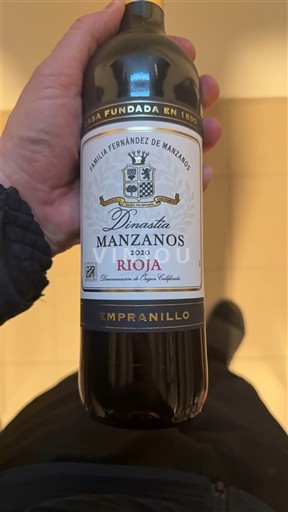 ASA FUNDADA EN 1890
FAMILIA FERNÁNDEZ DE MANZANOS
Dinastía
MANZANOS
2020
RIOJA
Denominación de Origen Calificada
EMPRANILLO